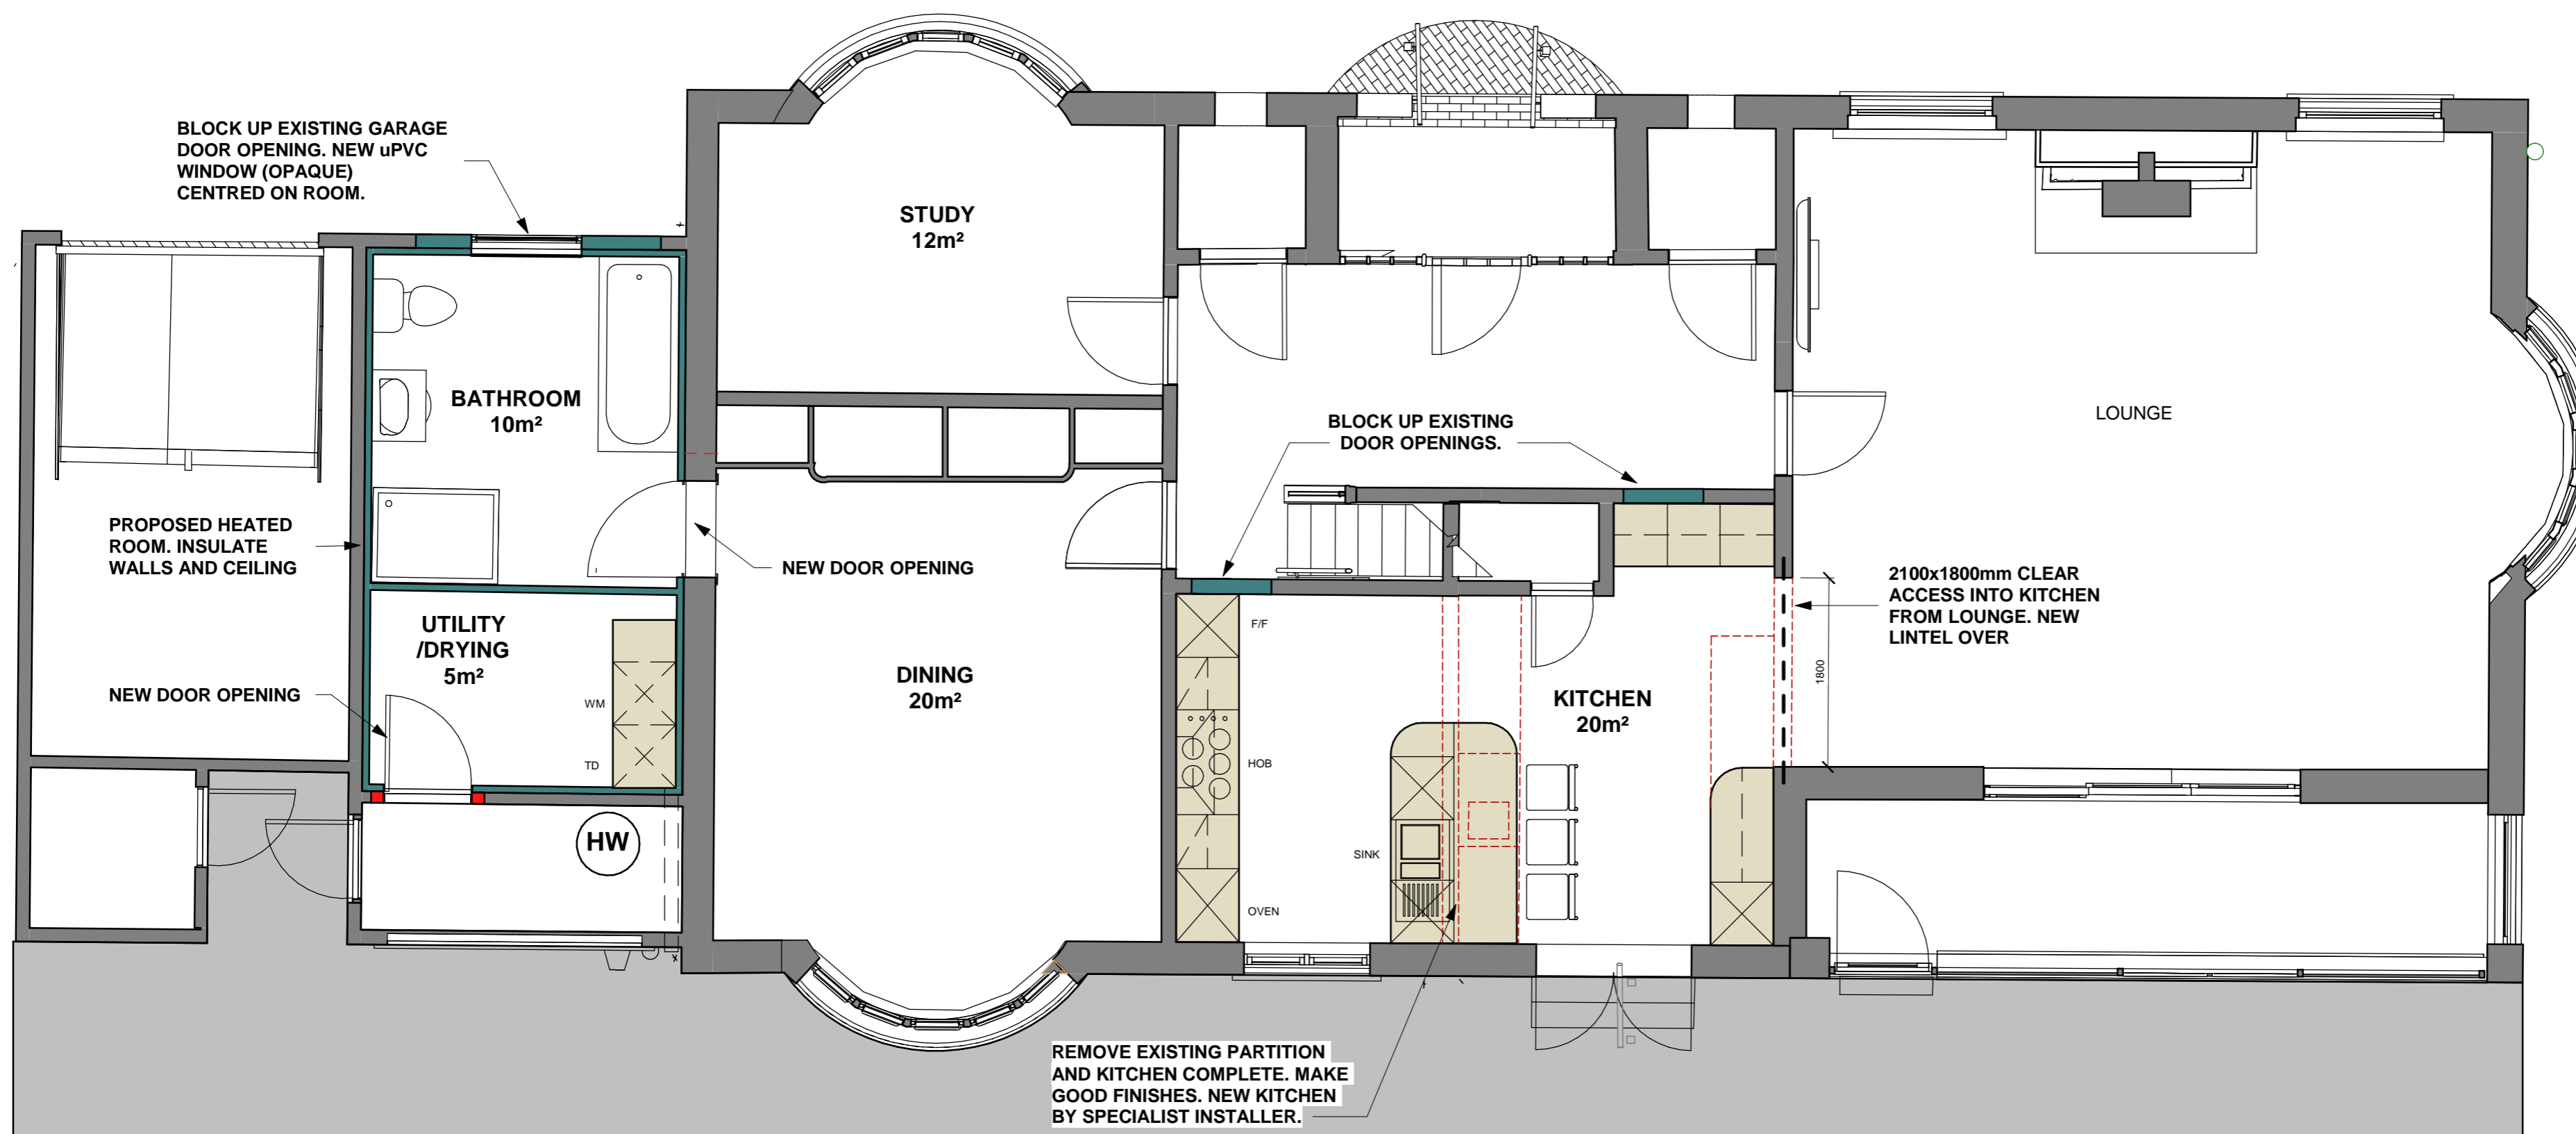 BLOCK UP EXISTING GARAGE
DOOR OPENING. NEW uPVC
WINDOW (OPAQUE)
CENTRED ON ROOM.
STUDY
12m²
BATHROOM
10m²
BLOCK UP EXISTING
DOOR OPENINGS.
LOUNGE
PROPOSED HEATED
ROOM. INSULATE
WALLS AND CEILING
NEW DOOR OPENING
2100x1800mm CLEAR
ACCESS INTO KITCHEN
FROM LOUNGE. NEW
LINTEL OVER
1800
UTILITY
/DRYING
5m²
F/F
NEW DOOR OPENING
WM
TD
DINING
20m²
KITCHEN
20m²
HOB
HW
SINK
OVEN
REMOVE EXISTING PARTITION
AND KITCHEN COMPLETE. MAKE
GOOD FINISHES. NEW KITCHEN
BY SPECIALIST INSTALLER.